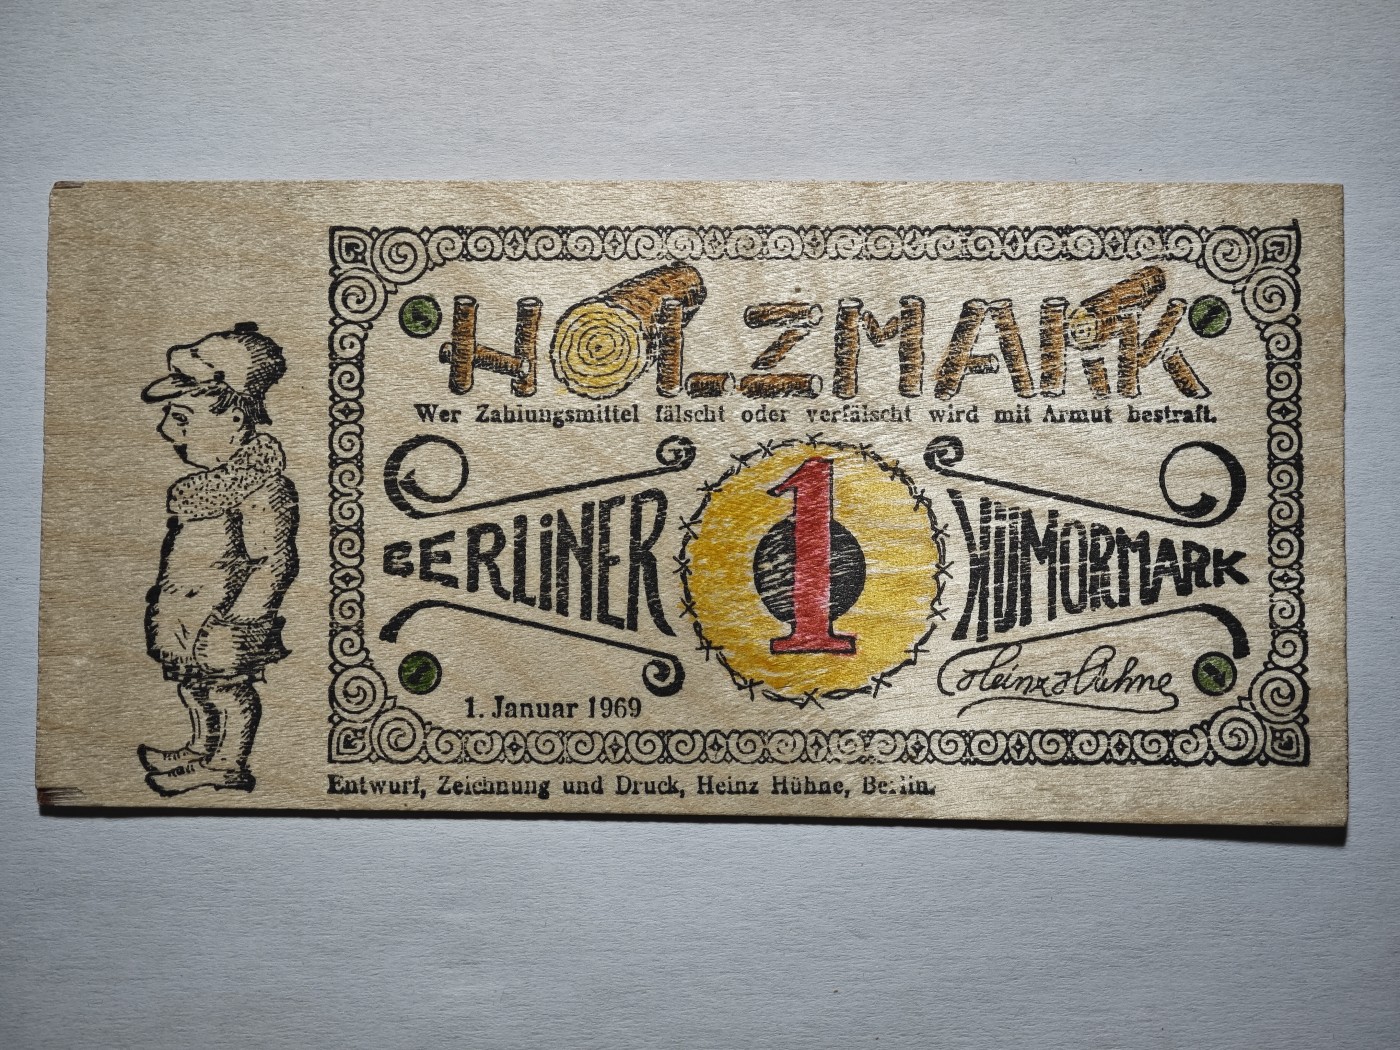 HOLZMARK
Wer Zahlungsmittel fälscht oder verfälscht wird mit Armut bestraft.
BERLiNER 1 HÜMORMARK
Heinz Hühne
1. Januar 1969
Entwurf, Zeichnung und Druck, Heinz Hühne, Berlin.